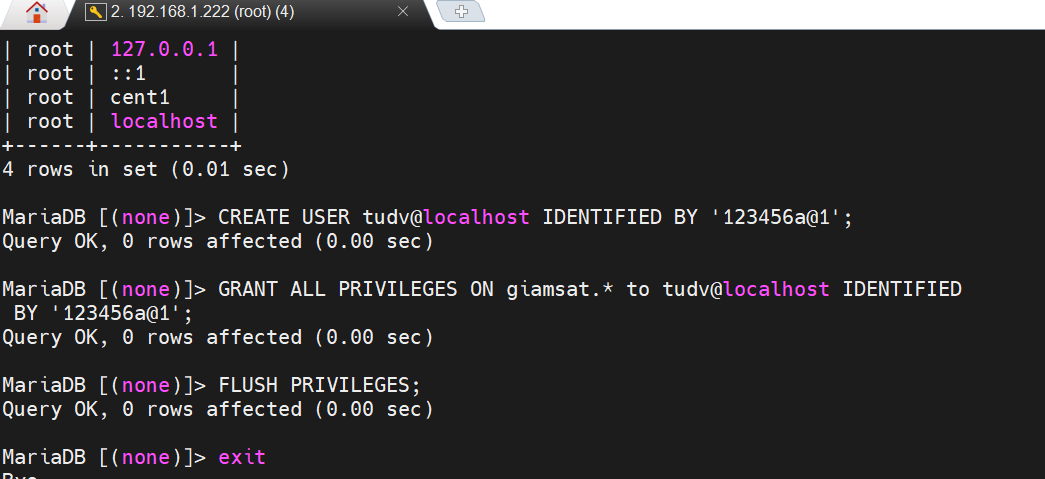 2. 192.168.1.222 (root) (4)
| root | 127.0.0.1 |
| root | ::1       |
| root | cent1     |
| root | localhost |
+------+-----------+
4 rows in set (0.01 sec)
MariaDB [(none)]> CREATE USER tudv@localhost IDENTIFIED BY '123456a@1';
Query OK, 0 rows affected (0.00 sec)
MariaDB [(none)]> GRANT ALL PRIVILEGES ON giamsat.* to tudv@localhost IDENTIFIED
 BY '123456a@1';
Query OK, 0 rows affected (0.00 sec)
MariaDB [(none)]> FLUSH PRIVILEGES;
Query OK, 0 rows affected (0.00 sec)
MariaDB [(none)]> exit
Bye